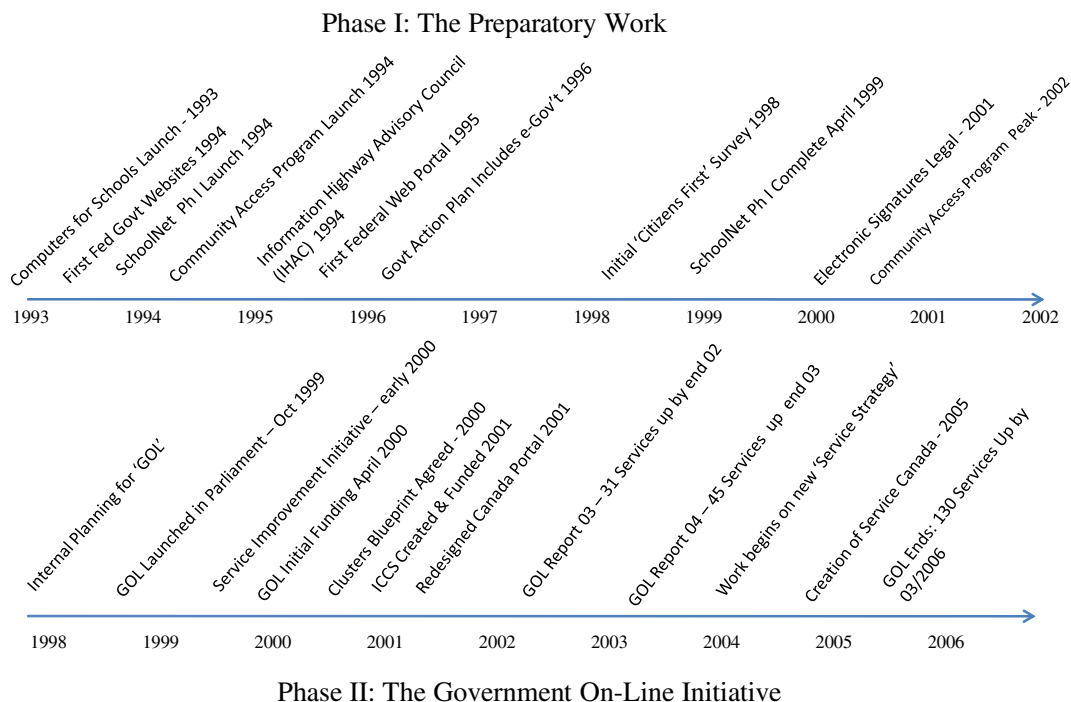 Phase I: The Preparatory Work
Computers for Schools Launch - 1993
First Fed Govt Websites 1994
SchoolNet Ph I Launch 1994
Community Access Program Launch 1994
Information Highway Advisory Council
(IHAC) 1994
First Federal Web Portal 1995
Govt Action Plan Includes e-Gov't 1996
Initial 'Citizens First' Survey 1998
SchoolNet Ph I Complete April 1999
Electronic Signatures Legal - 2001
Community Access Program Peak - 2002
1993 1994 1995 1996 1997 1998 1999 2000 2001 2002
Internal Planning for 'GOL'
GOL Launched in Parliament – Oct 1999
Service Improvement Initiative – early 2000
GOL Initial Funding April 2000
Clusters Blueprint Agreed - 2000
ICCS Created & Funded 2001
Redesigned Canada Portal 2001
GOL Report 03 – 31 Services up by end 02
GOL Report 04 – 45 Services up end 03
Work begins on new 'Service Strategy'
Creation of Service Canada - 2005
GOL Ends: 130 Services Up by
03/2006
1998 1999 2000 2001 2002 2003 2004 2005 2006
Phase II: The Government On-Line Initiative